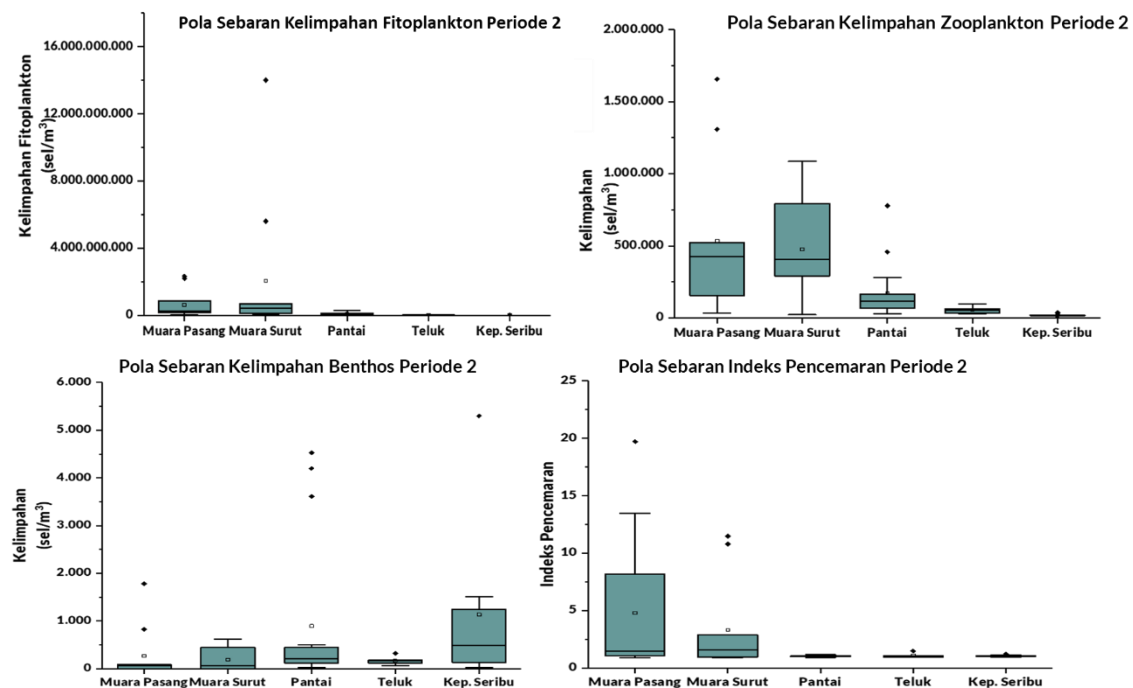 Pola Sebaran Kelimpahan Fitoplankton Periode 2
Kelimpahan Fitoplankton
(sel/m³)
16.000.000.000
12.000.000.000
8.000.000.000
4.000.000.000
0
Muara Pasang Muara Surut Pantai Teluk Kep. Seribu
Pola Sebaran Kelimpahan Zooplankton Periode 2
Kelimpahan
(sel/m³)
2.000.000
1.500.000
1.000.000
500.000
0
Muara Pasang Muara Surut Pantai Teluk Kep. Seribu
Pola Sebaran Kelimpahan Benthos Periode 2
Kelimpahan
(sel/m³)
6.000
5.000
4.000
3.000
2.000
1.000
0
Muara Pasang Muara Surut Pantai Teluk Kep. Seribu
Pola Sebaran Indeks Pencemaran Periode 2
Indeks Pencemaran
25
20
15
10
5
0
Muara Pasang Muara Surut Pantai Teluk Kep. Seribu